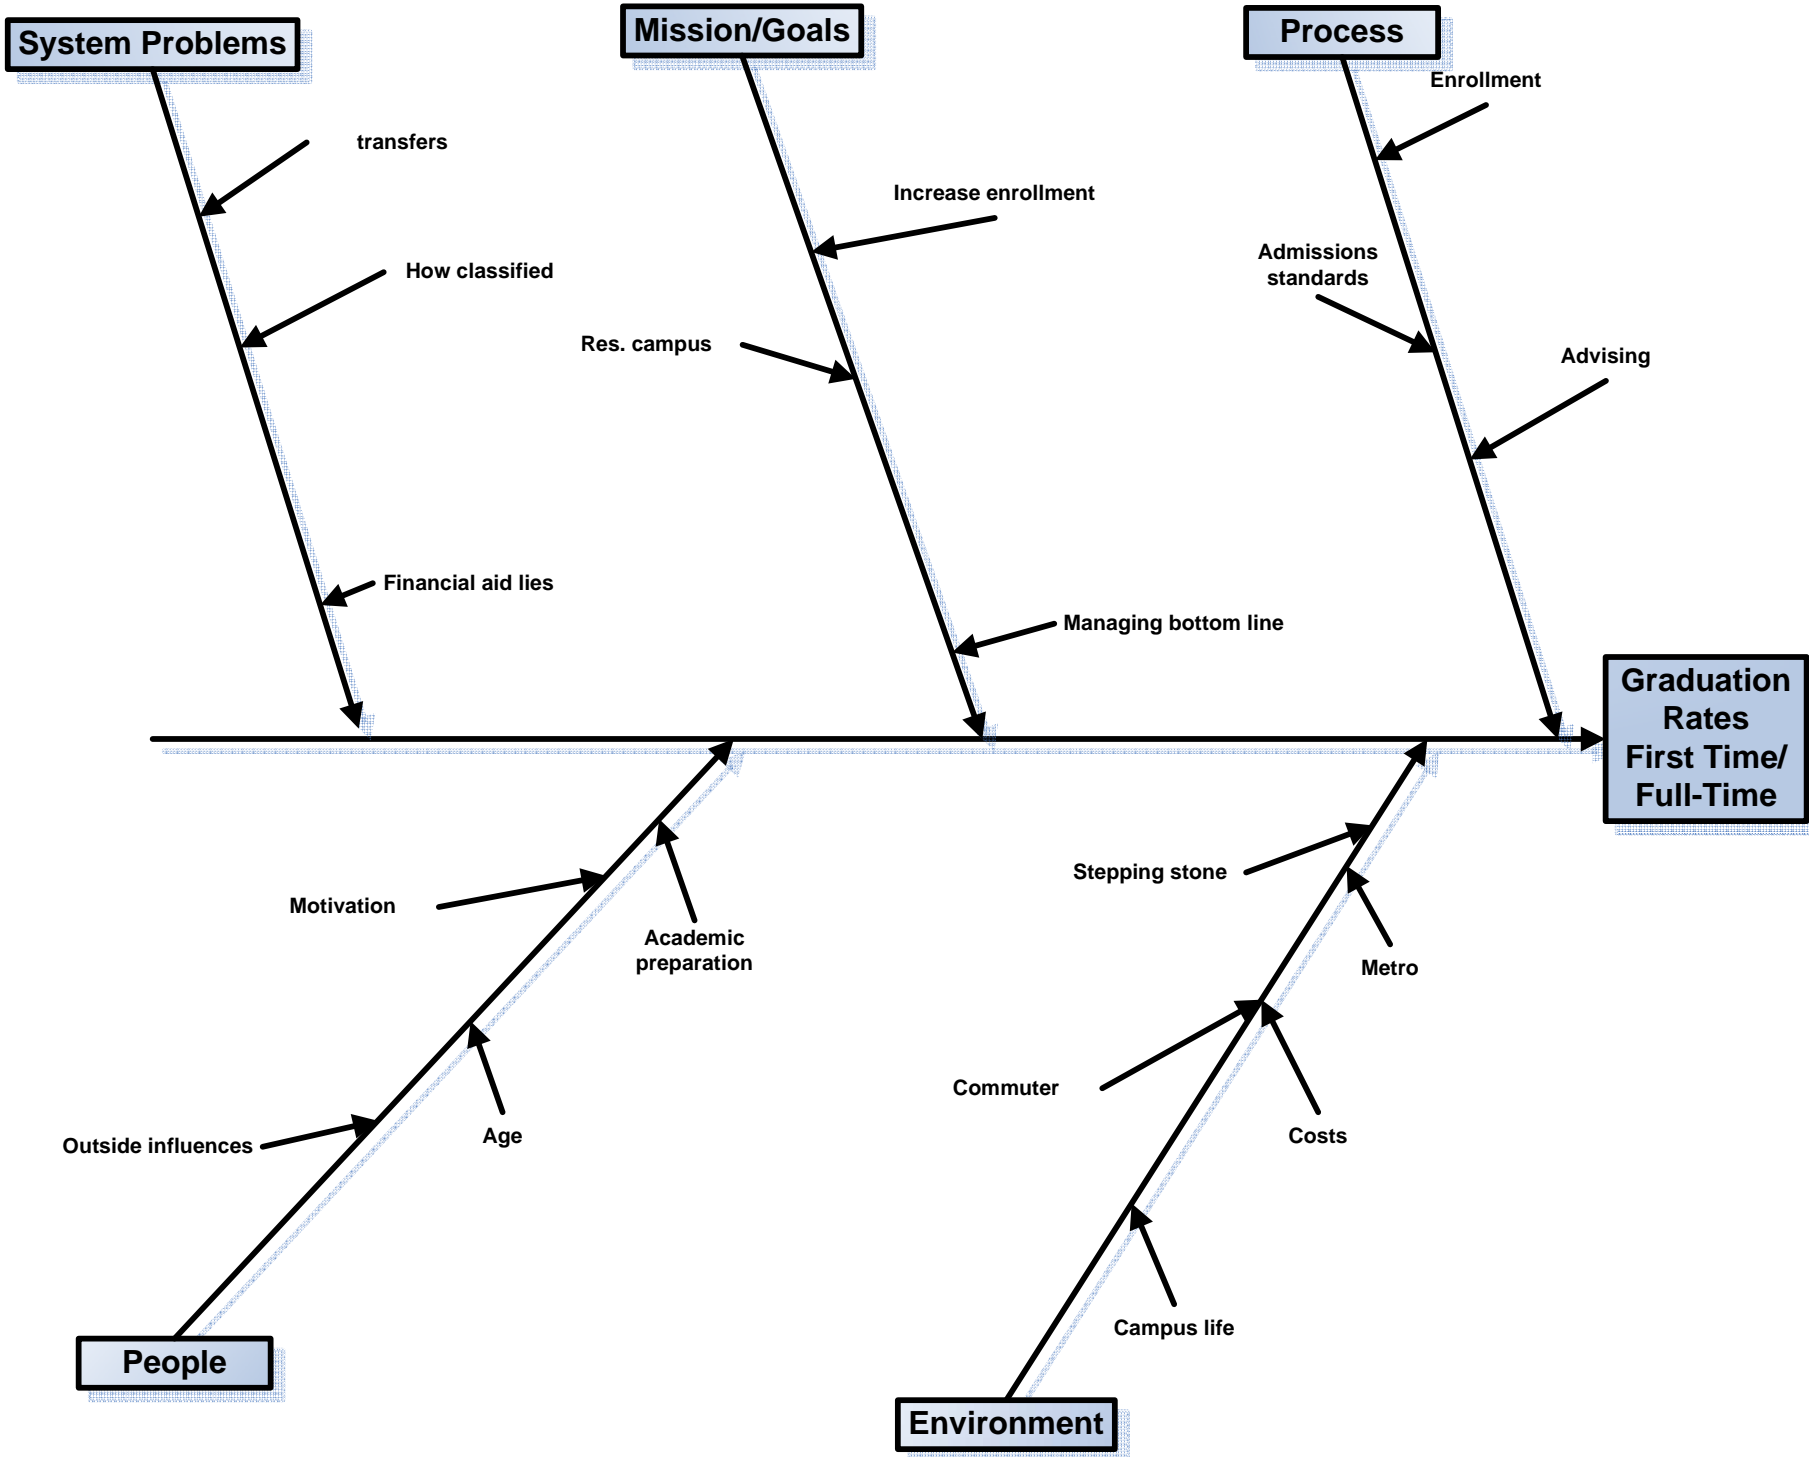 System Problems
Mission/Goals
Process
Enrollment
transfers
Increase enrollment
Admissions
standards
How classified
Res. campus
Advising
Financial aid lies
Managing bottom line
Graduation
Rates
First Time/
Full-Time
Stepping stone
Motivation
Academic
preparation
Metro
Commuter
Outside influences
Age
Costs
Campus life
People
Environment